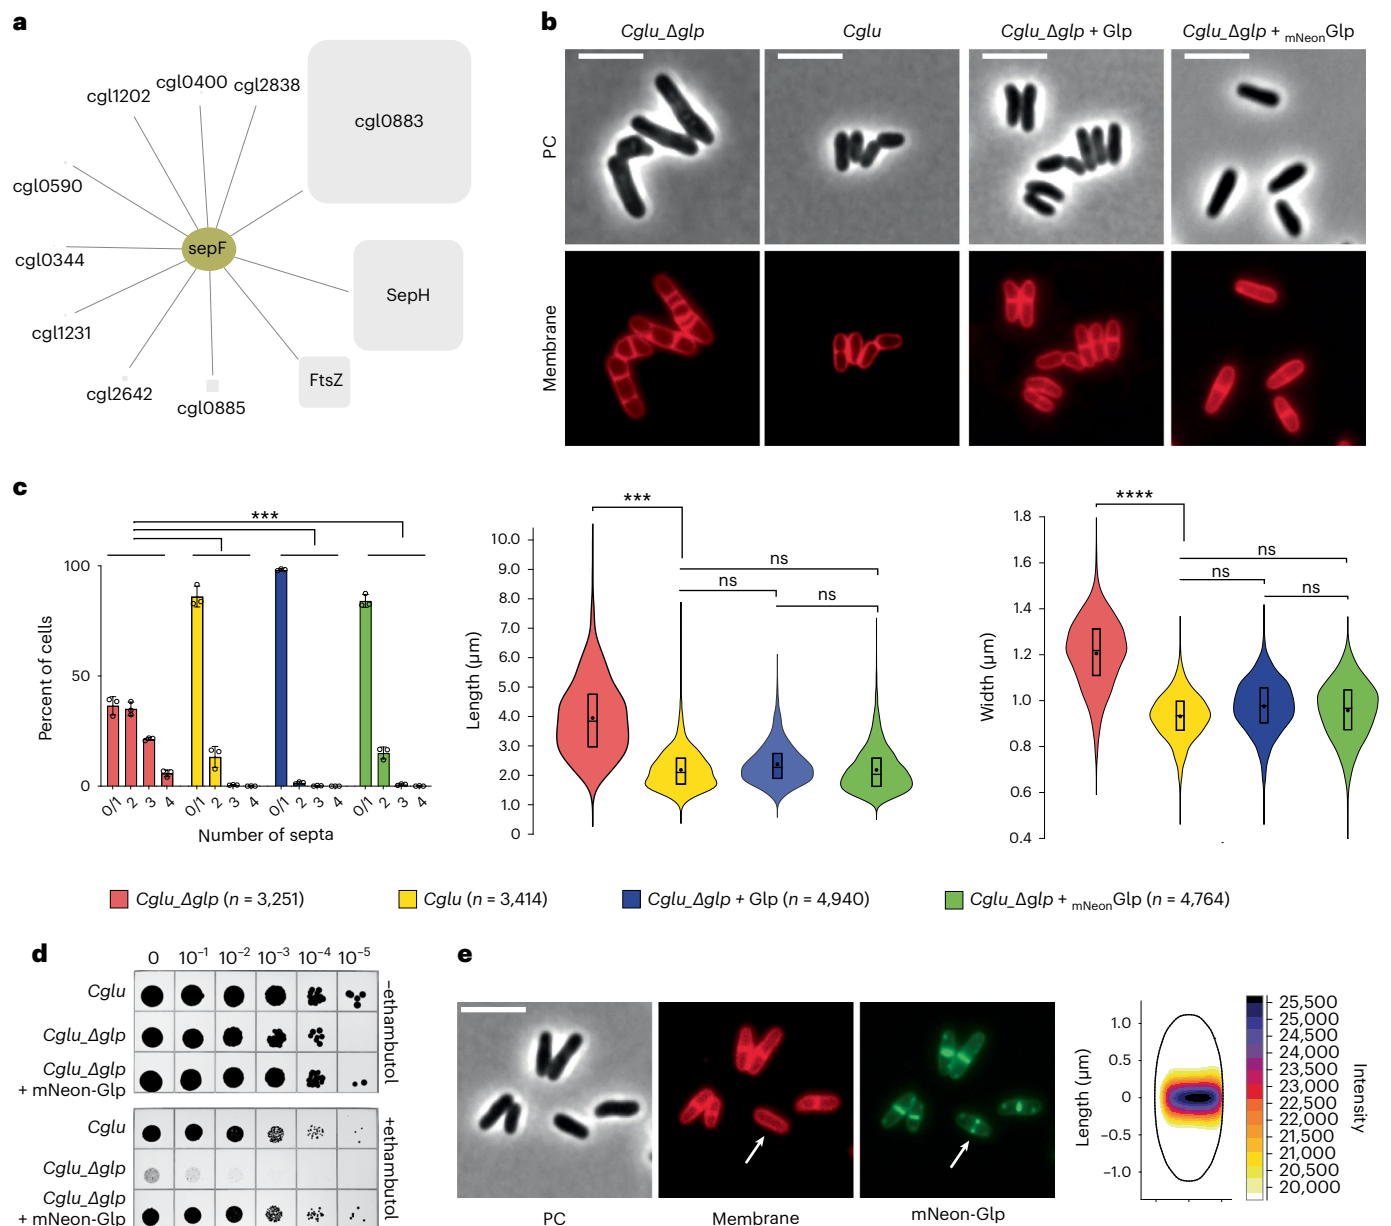 a
cgl1202
cgl0400
cgl2838
cgl0883
cgl0590
sepF
cgl0344
SepH
cgl1231
FtsZ
cgl2642
cgl0885
b
Cglu_Δglp
Cglu
Cglu_Δglp + Glp
Cglu_Δglp + mNeonGlp
PC
Membrane
c
***
100
50
0
Percent of cells
0/1 2 3 4 0/1 2 3 4 0/1 2 3 4 0/1 2 3 4
Number of septa
***
ns
ns
ns
10.0
9.0
8.0
7.0
6.0
5.0
4.0
3.0
2.0
1.0
0
Length (μm)
****
ns
ns
ns
1.8
1.6
1.4
1.2
1.0
0.8
0.6
0.4
Width (μm)
Cglu_Δglp (n = 3,251)
Cglu (n = 3,414)
Cglu_Δglp + Glp (n = 4,940)
Cglu_Δglp + mNeonGlp (n = 4,764)
d
0 10⁻¹ 10⁻² 10⁻³ 10⁻⁴ 10⁻⁵
Cglu
Cglu_Δglp
Cglu_Δglp
+ mNeon-Glp
−ethambutol
Cglu
Cglu_Δglp
Cglu_Δglp
+ mNeon-Glp
+ethambutol
e
PC
Membrane
mNeon-Glp
1.0
0.5
0
−0.5
−1.0
Length (μm)
25,500
25,000
24,500
24,000
23,500
23,000
22,500
22,000
21,500
21,000
20,500
20,000
Intensity